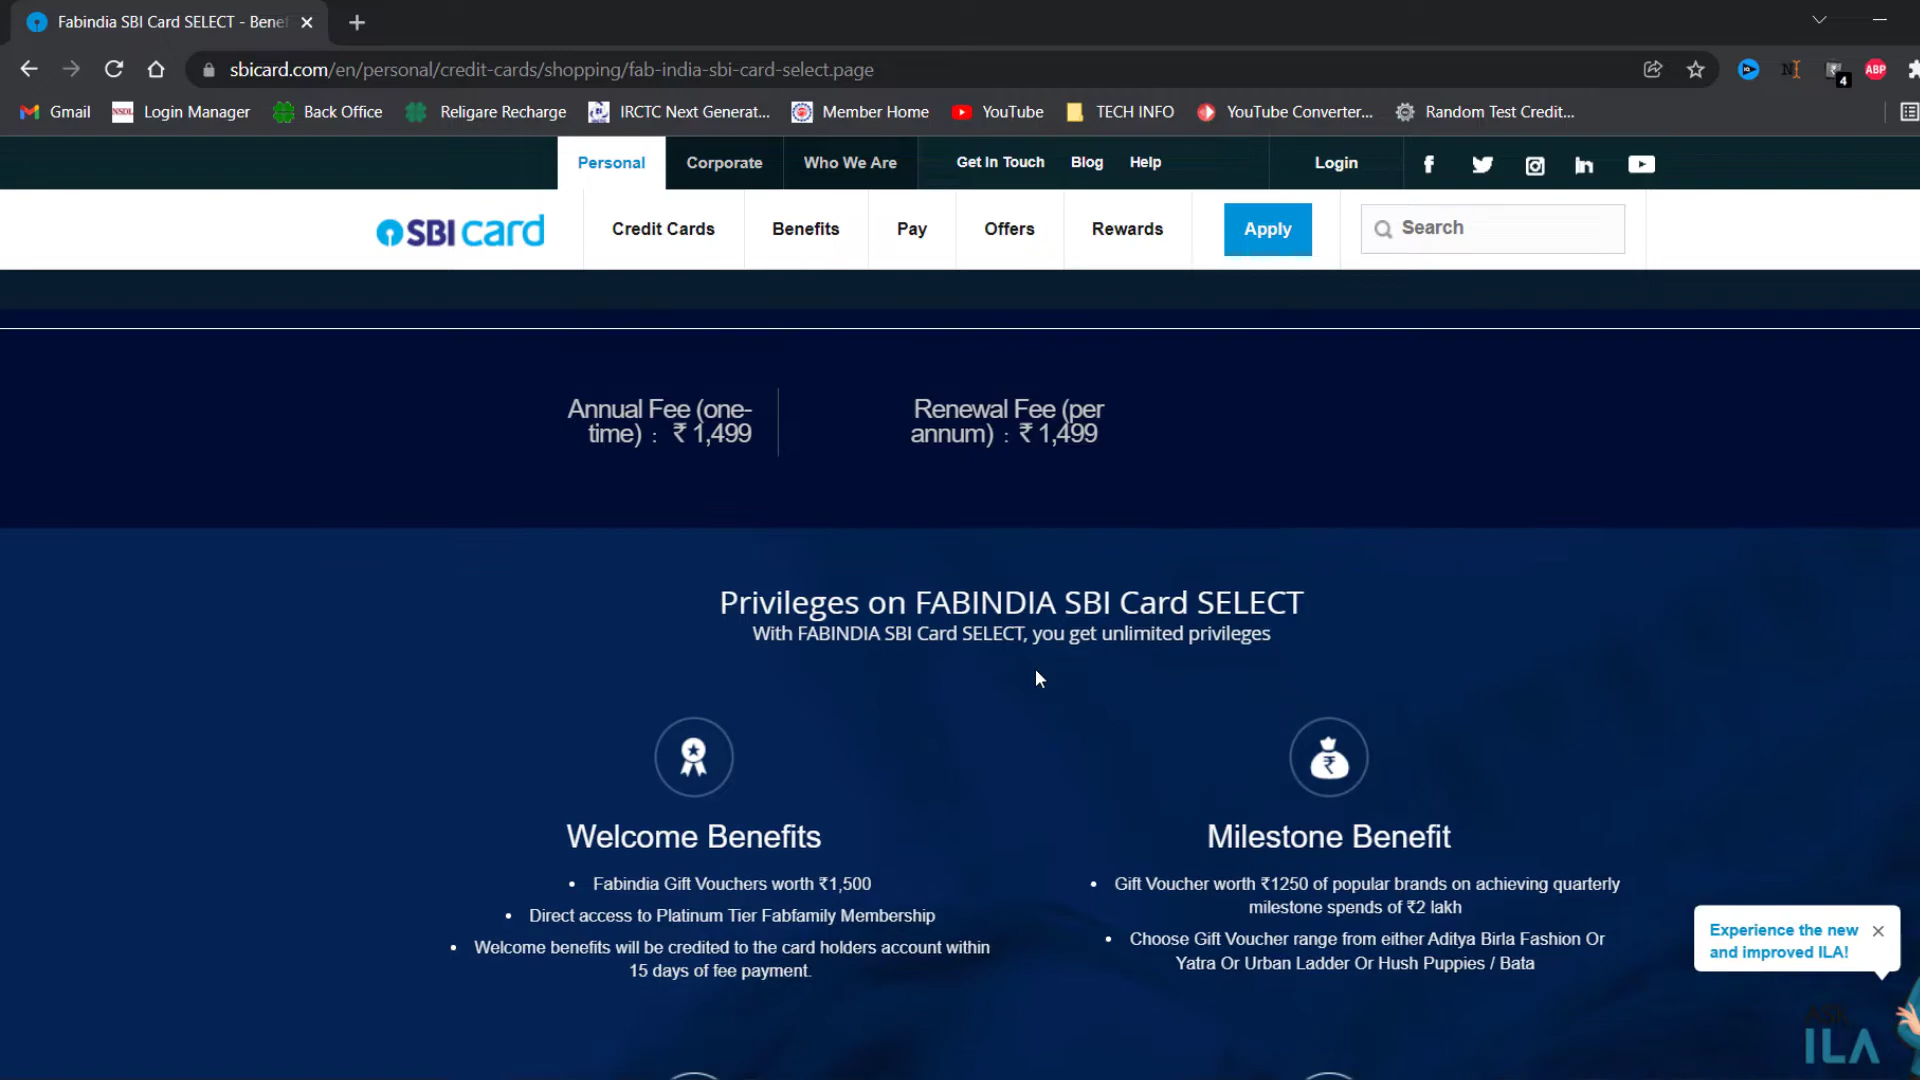 Fabindia SBI Card SELECT - Bene
sbicard.com/en/personal/credit-cards/shopping/fab-india-sbi-card-select.page
4
ABP
Gmail
NSDL
Login Manager
Back Office
Religare Recharge
IRCTC Next Generat...
Member Home
YouTube
TECH INFO
YouTube Converter...
Random Test Credit...
Personal
Corporate
Who We Are
Get In Touch
Blog
Help
Login
SBI card
Credit Cards
Benefits
Pay
Offers
Rewards
Apply
Search
Annual Fee (one-
time) : ₹ 1,499
Renewal Fee (per
annum) : ₹ 1,499
Privileges on FABINDIA SBI Card SELECT
With FABINDIA SBI Card SELECT, you get unlimited privileges
Welcome Benefits
• Fabindia Gift Vouchers worth ₹1,500
• Direct access to Platinum Tier Fabfamily Membership
• Welcome benefits will be credited to the card holders account within
15 days of fee payment.
Milestone Benefit
• Gift Voucher worth ₹1250 of popular brands on achieving quarterly
milestone spends of ₹2 lakh
• Choose Gift Voucher range from either Aditya Birla Fashion Or
Yatra Or Urban Ladder Or Hush Puppies / Bata
Experience the new
and improved ILA!
ASK
ILA